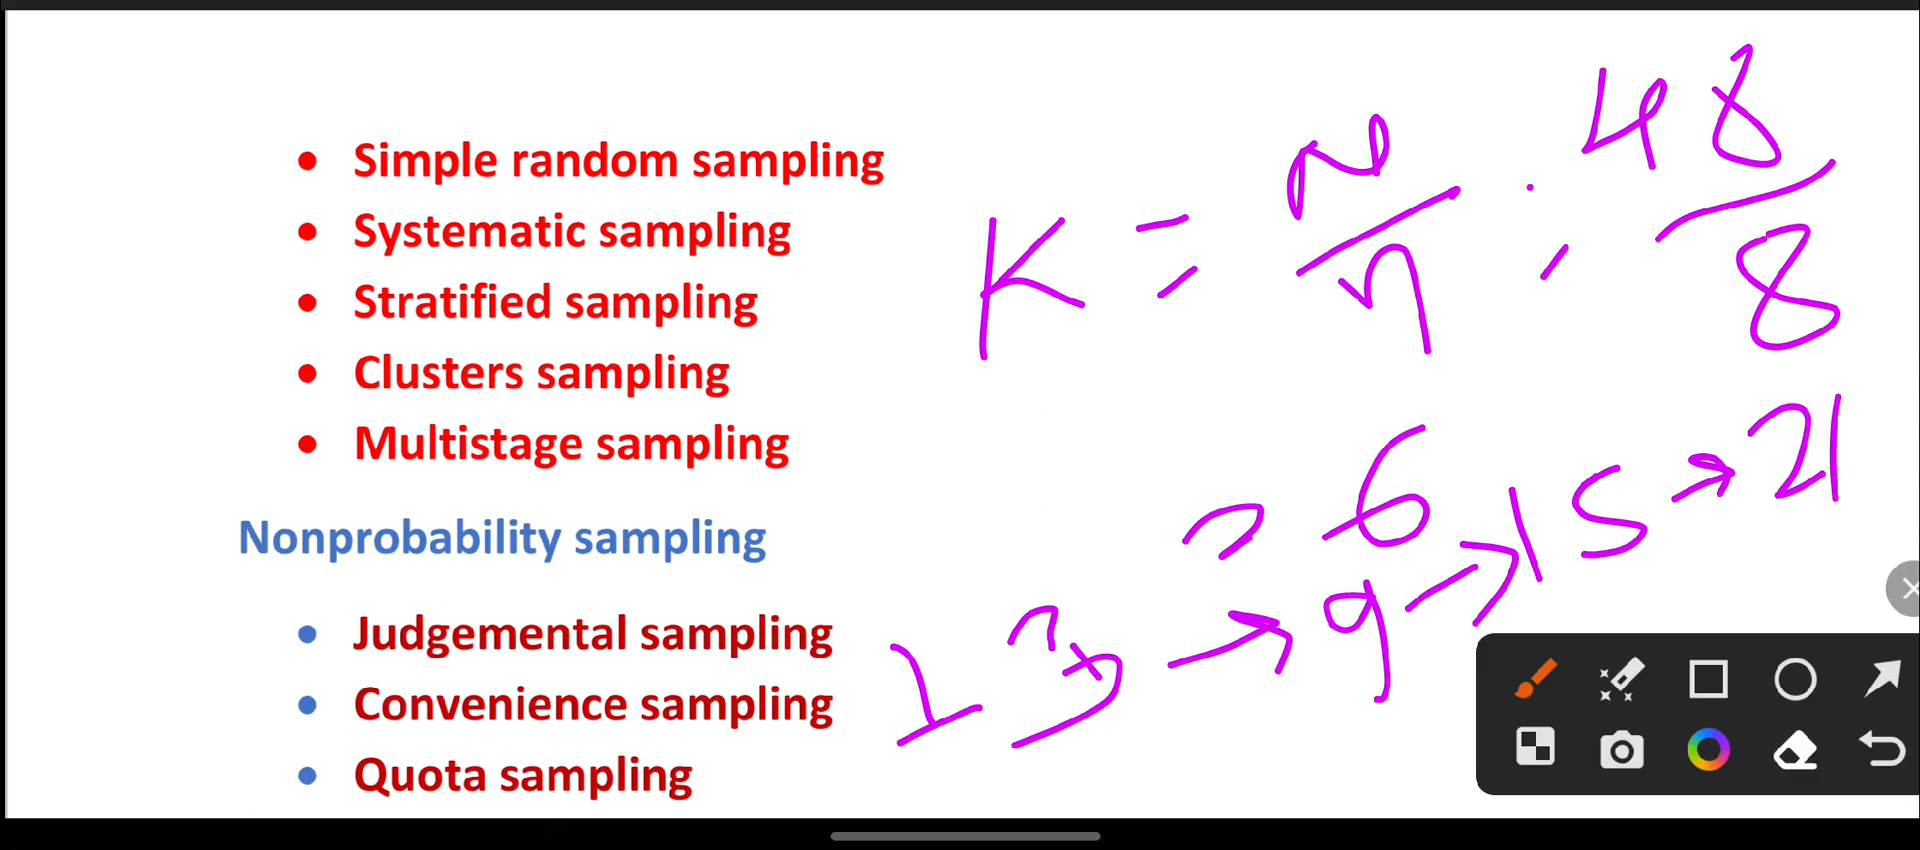 • Simple random sampling
• Systematic sampling
• Stratified sampling
• Clusters sampling
• Multistage sampling
Nonprobability sampling
• Judgemental sampling
• Convenience sampling
• Quota sampling
K = N/n : 48/8
6
1 3 → 9 → 15 → 21